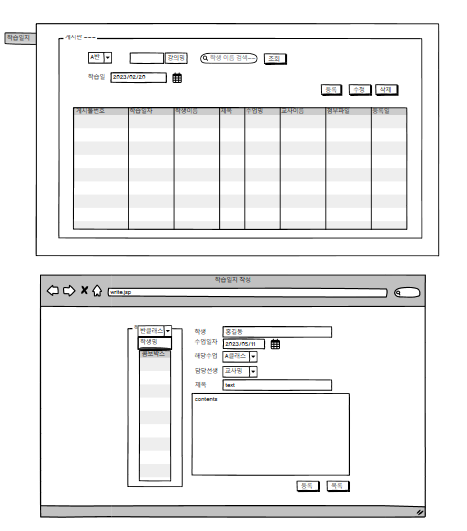 학습일지
게시판 ---
A반 강의명 학생 이름 검색-- 조회
학습일 2023/02/20
등록 수정 삭제
게시물번호 학습일자 학생이름 제목 수업명 교사이름 첨부파일 등록일
학습일지 작성
write.jsp
반클래스
학생명
콤보박스
학생 홍길동
수업일자 2023/05/11
해당수업 A클래스
담당선생 교사명
제목 text
contents
등록 목록